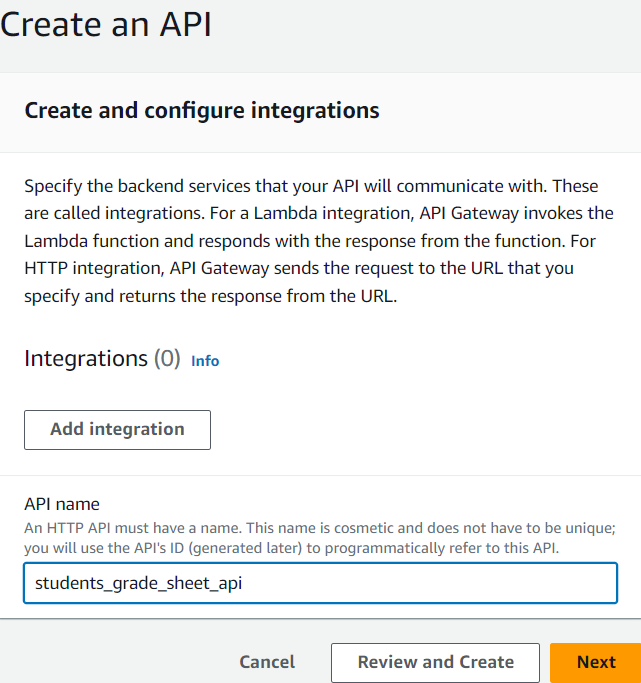 Create an API
Create and configure integrations
Specify the backend services that your API will communicate with. These
are called integrations. For a Lambda integration, API Gateway invokes the
Lambda function and responds with the response from the function. For
HTTP integration, API Gateway sends the request to the URL that you
specify and returns the response from the URL.
Integrations (0) Info
Add integration
API name
An HTTP API must have a name. This name is cosmetic and does not have to be unique;
you will use the API's ID (generated later) to programmatically refer to this API.
students_grade_sheet_api
Cancel Review and Create Next